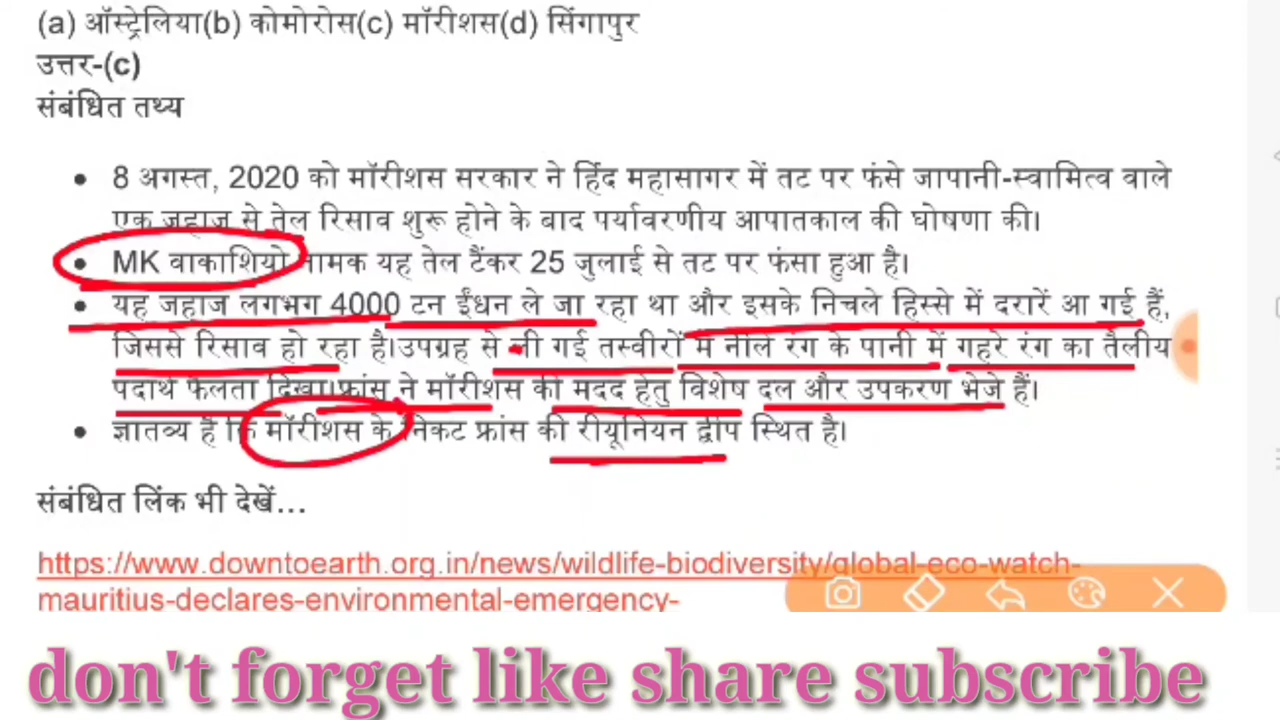 (a) ऑस्ट्रेलिया(b) कोमोरोस(c) मॉरीशस(d) सिंगापुर
उत्तर-(c)
संबंधित तथ्य
• 8 अगस्त, 2020 को मॉरीशस सरकार ने हिंद महासागर में तट पर फंसे जापानी-स्वामित्व वाले
एक जहाज से तेल रिसाव शुरू होने के बाद पर्यावरणीय आपातकाल की घोषणा की।
• MK वाकाशियो नामक यह तेल टैंकर 25 जुलाई से तट पर फंसा हुआ है।
• यह जहाज लगभग 4000 टन ईंधन ले जा रहा था और इसके निचले हिस्से में दरारें आ गई हैं,
जिससे रिसाव हो रहा है।उपग्रह से ली गई तस्वीरों में नीले रंग के पानी में गहरे रंग का तैलीय
पदार्थ फैलता दिखा।फ्रांस ने मॉरीशस की मदद हेतु विशेष दल और उपकरण भेजे हैं।
• ज्ञातव्य है कि मॉरीशस के निकट फ्रांस की रीयूनियन द्वीप स्थित है।
संबंधित लिंक भी देखें...
https://www.downtoearth.org.in/news/wildlife-biodiversity/global-eco-watch-
mauritius-declares-environmental-emergency-
don't forget like share subscribe